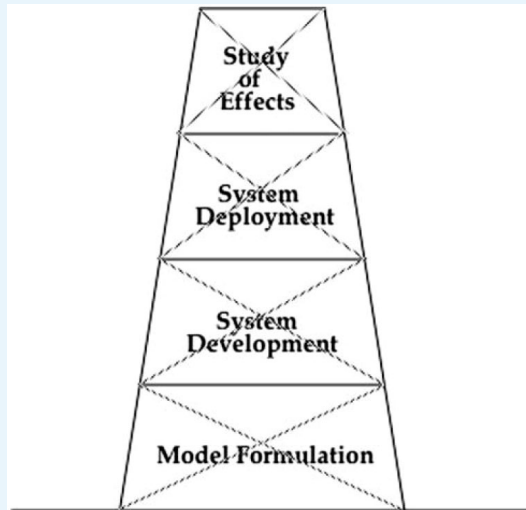 Study
of
Effects
System
Deployment
System
Development
Model Formulation